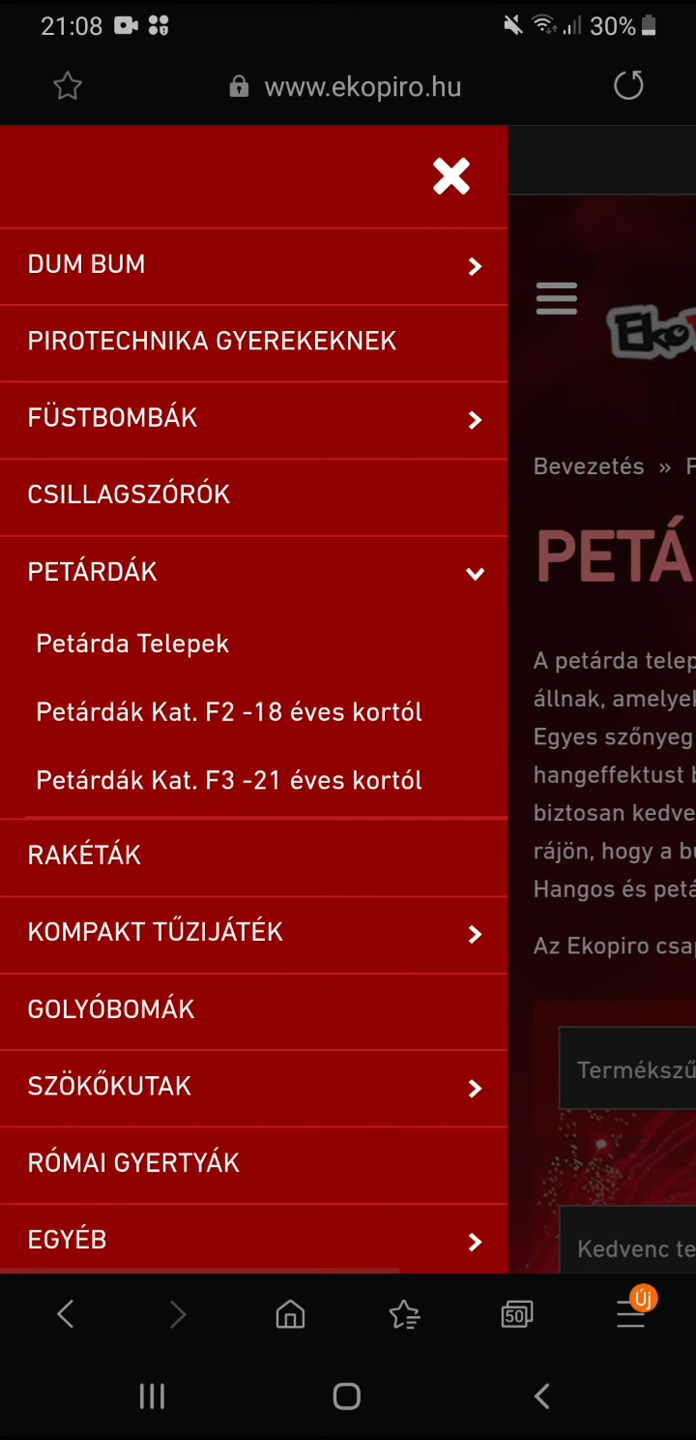 21:08
30%
www.ekopiro.hu
DUM BUM
PIROTECHNIKA GYEREKEKNEK
FÜSTBOMBÁK
CSILLAGSZÓRÓK
PETÁRDÁK
Petárda Telepek
Petárdák Kat. F2 -18 éves kortól
Petárdák Kat. F3 -21 éves kortól
RAKÉTÁK
KOMPAKT TŰZIJÁTÉK
GOLYÓBOMÁK
SZÖKŐKUTAK
RÓMAI GYERTYÁK
EGYÉB
Eko
Bevezetés » P
PETÁ
A petárda telep
állnak, amelyek
Egyes szőnyeg
hangeffektust b
biztosan kedve
rájön, hogy a bu
Hangos és petá
Az Ekopiro csap
Termékszű
Kedvenc te
50
Új